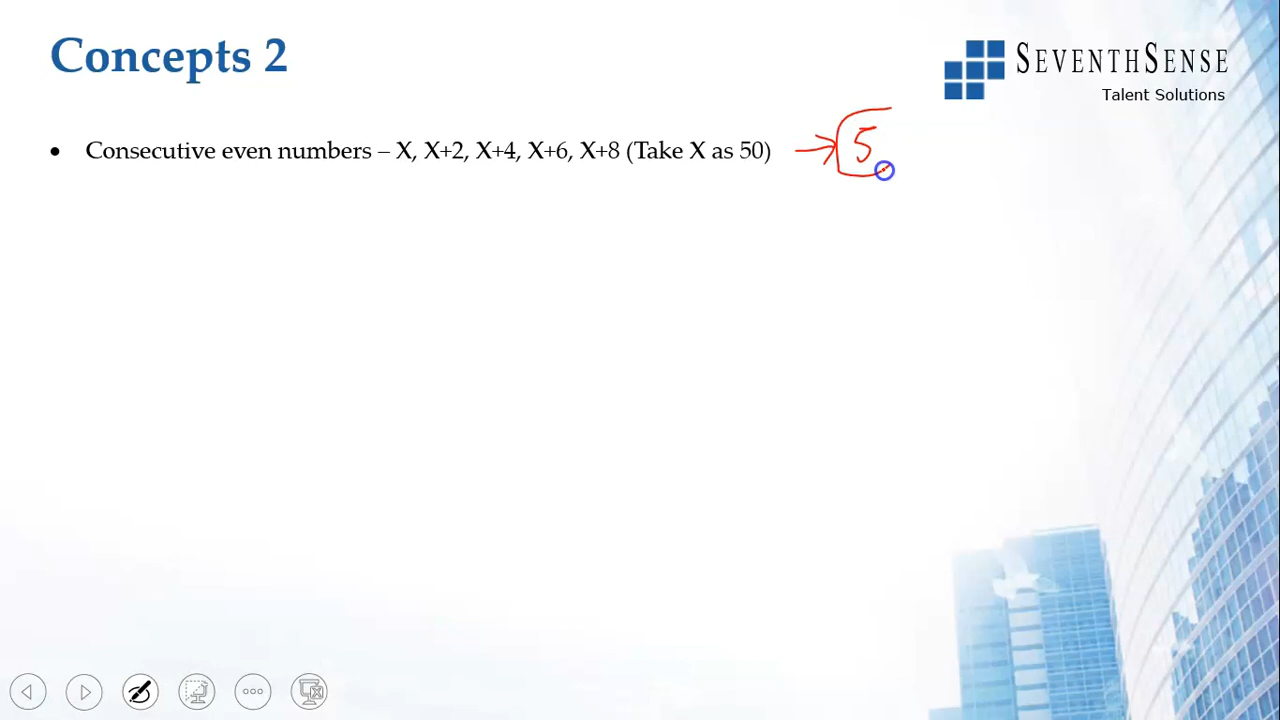 Concepts 2
SEVENTHSENSE
Talent Solutions
• Consecutive even numbers – X, X+2, X+4, X+6, X+8 (Take X as 50) → 5